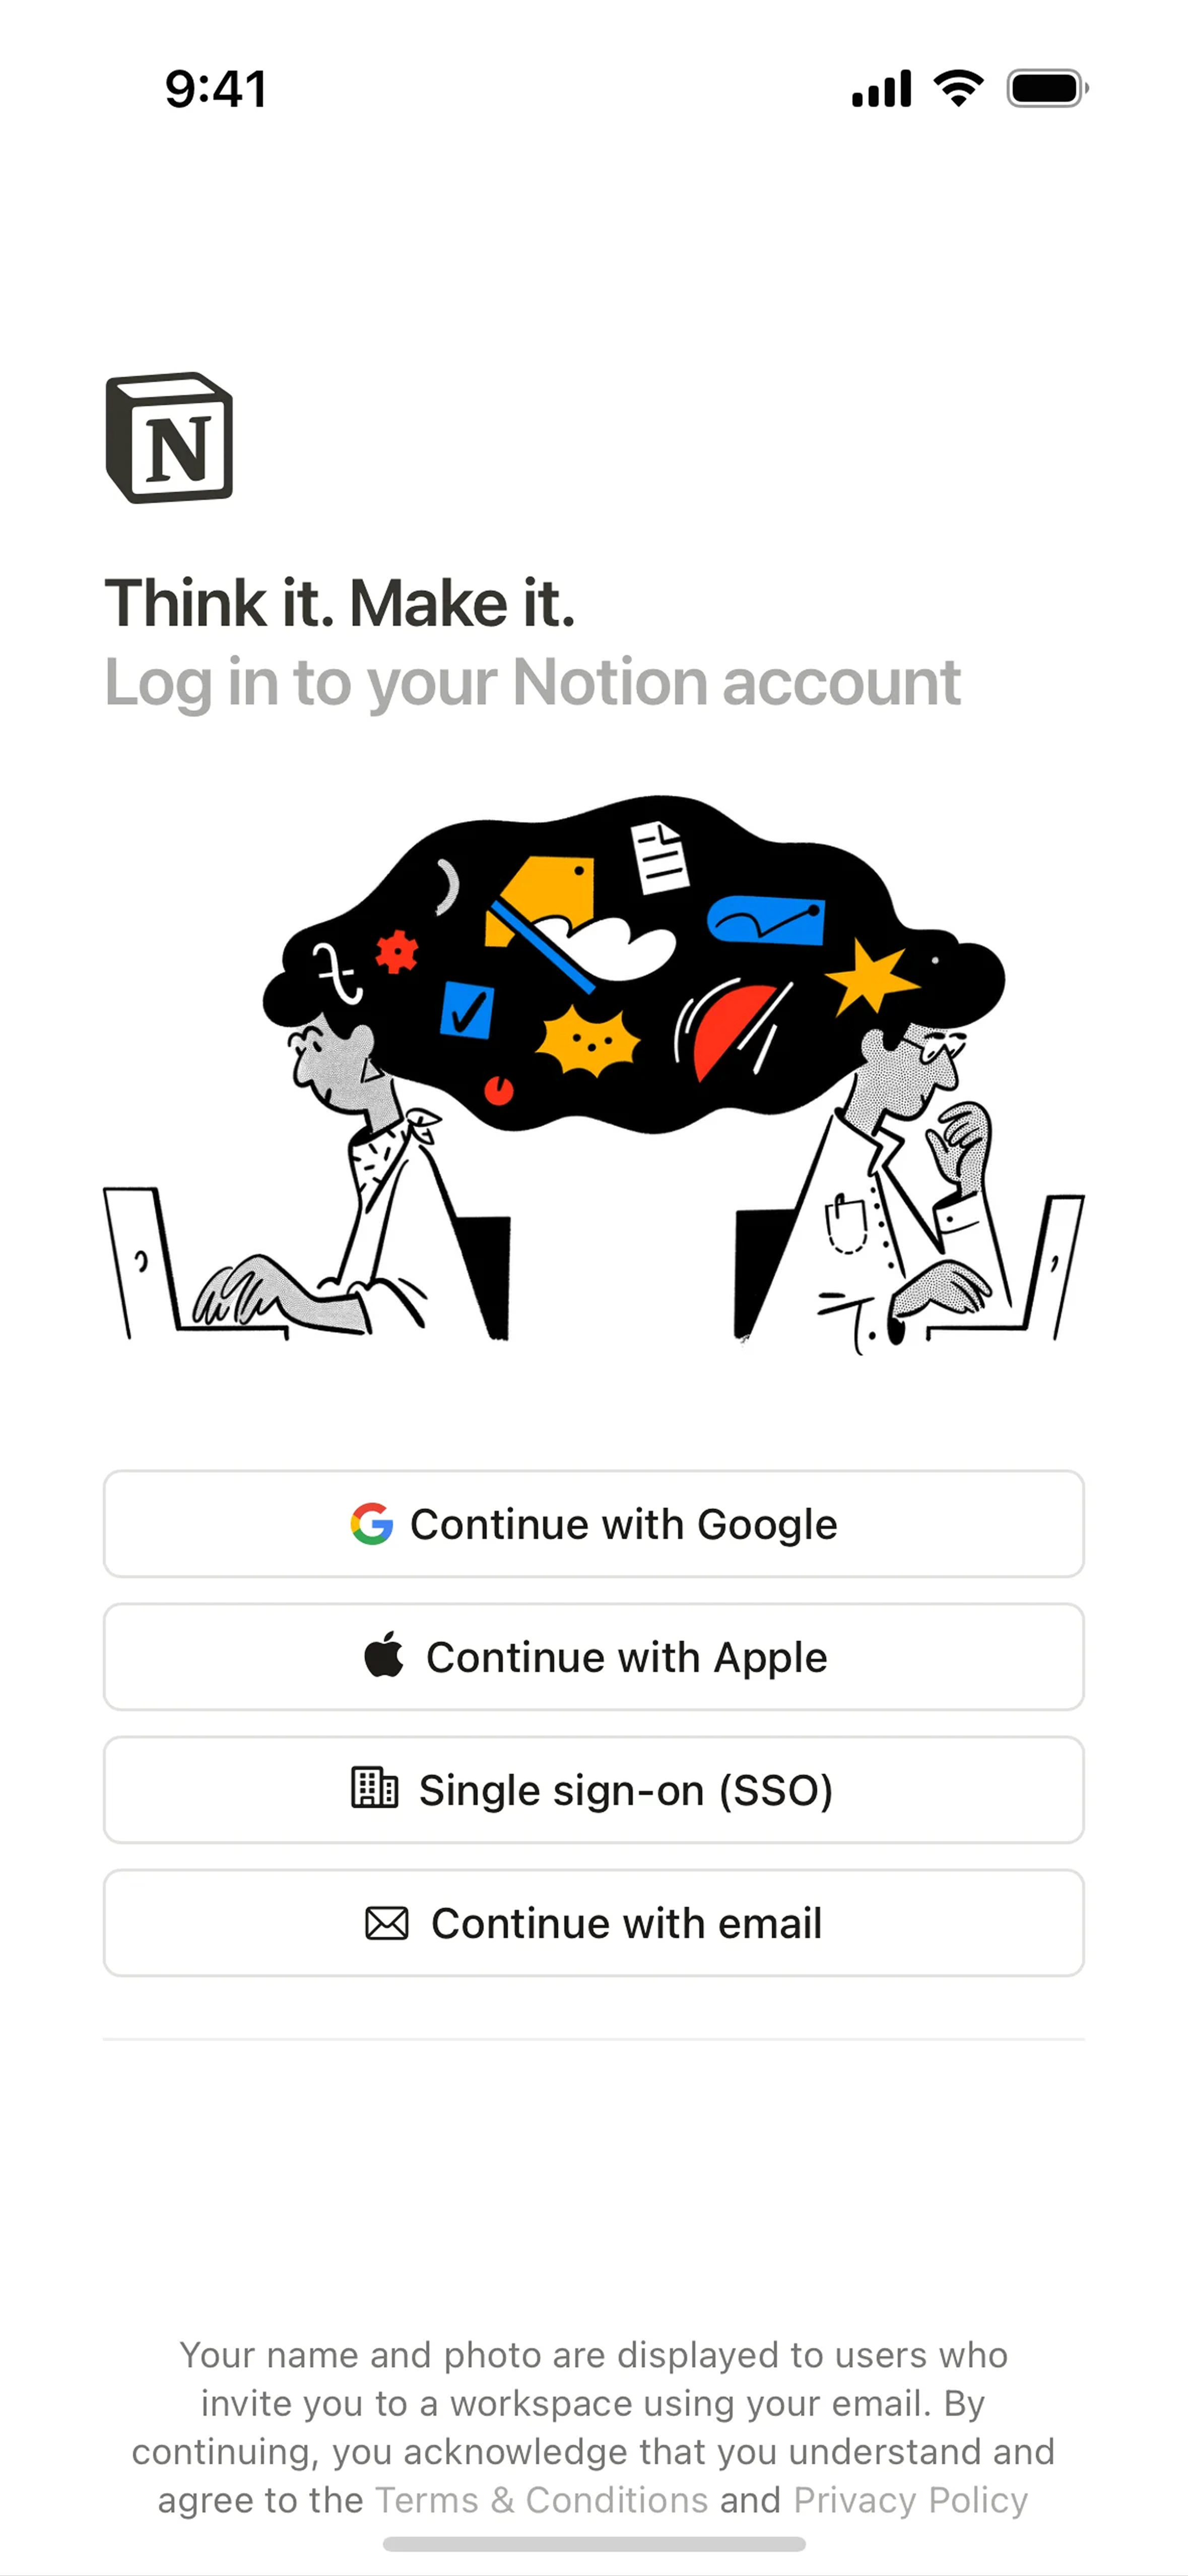 9:41
N
Think it. Make it.
Log in to your Notion account
Continue with Google
Continue with Apple
Single sign-on (SSO)
Continue with email
Your name and photo are displayed to users who
invite you to a workspace using your email. By
continuing, you acknowledge that you understand and
agree to the Terms & Conditions and Privacy Policy